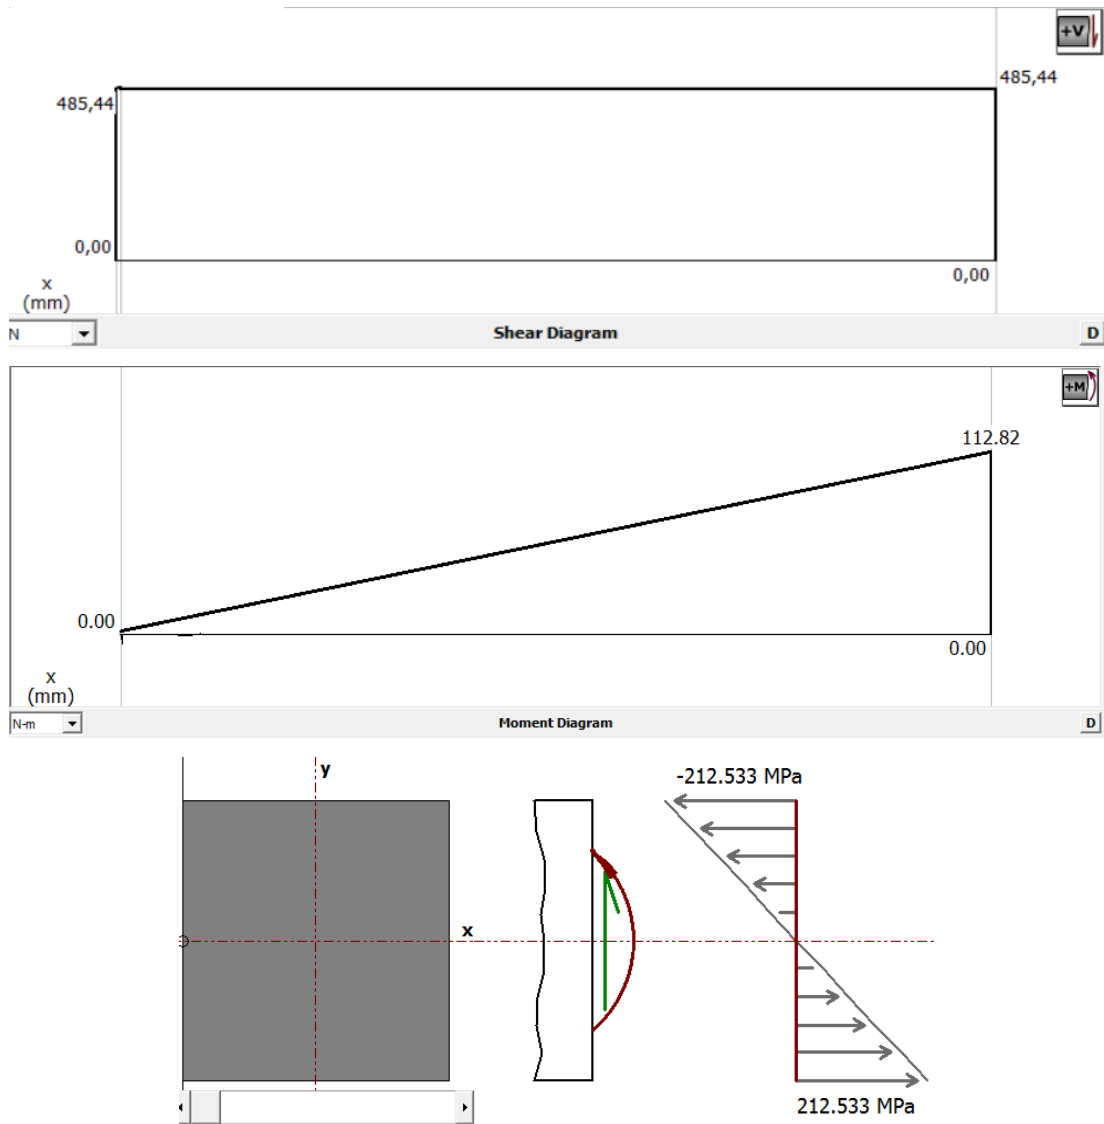 +V
485,44
485,44
0,00
0,00
x
(mm)
N
Shear Diagram
D
+M
112.82
0.00
0.00
x
(mm)
N-m
Moment Diagram
D
y
-212.533 MPa
x
212.533 MPa